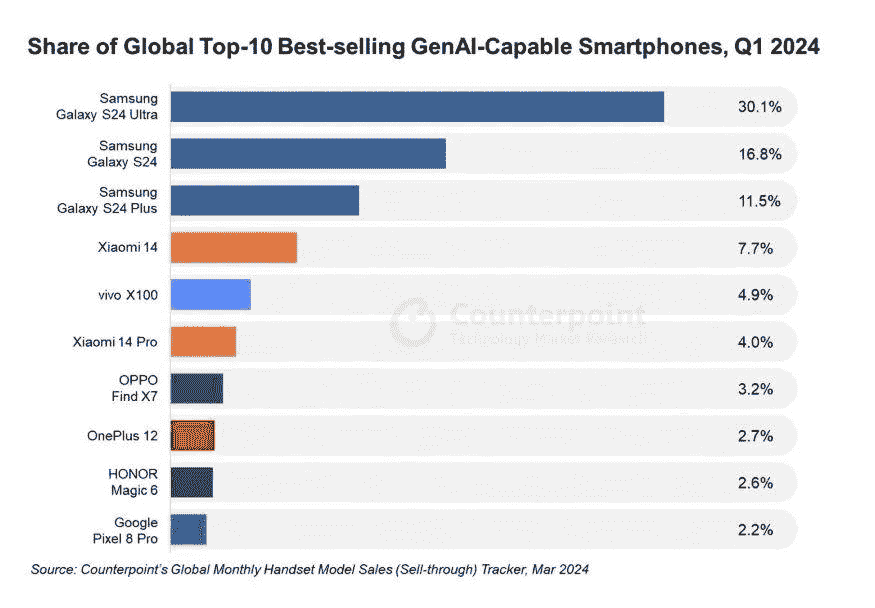 Share of Global Top-10 Best-selling GenAI-Capable Smartphones, Q1 2024
Samsung
Galaxy S24 Ultra
30.1%
Samsung
Galaxy S24
16.8%
Samsung
Galaxy S24 Plus
11.5%
Xiaomi 14
7.7%
vivo X100
4.9%
Counterpoint
Technology Market Research
Xiaomi 14 Pro
4.0%
OPPO
Find X7
3.2%
OnePlus 12
2.7%
HONOR
Magic 6
2.6%
Google
Pixel 8 Pro
2.2%
Source: Counterpoint's Global Monthly Handset Model Sales (Sell-through) Tracker, Mar 2024